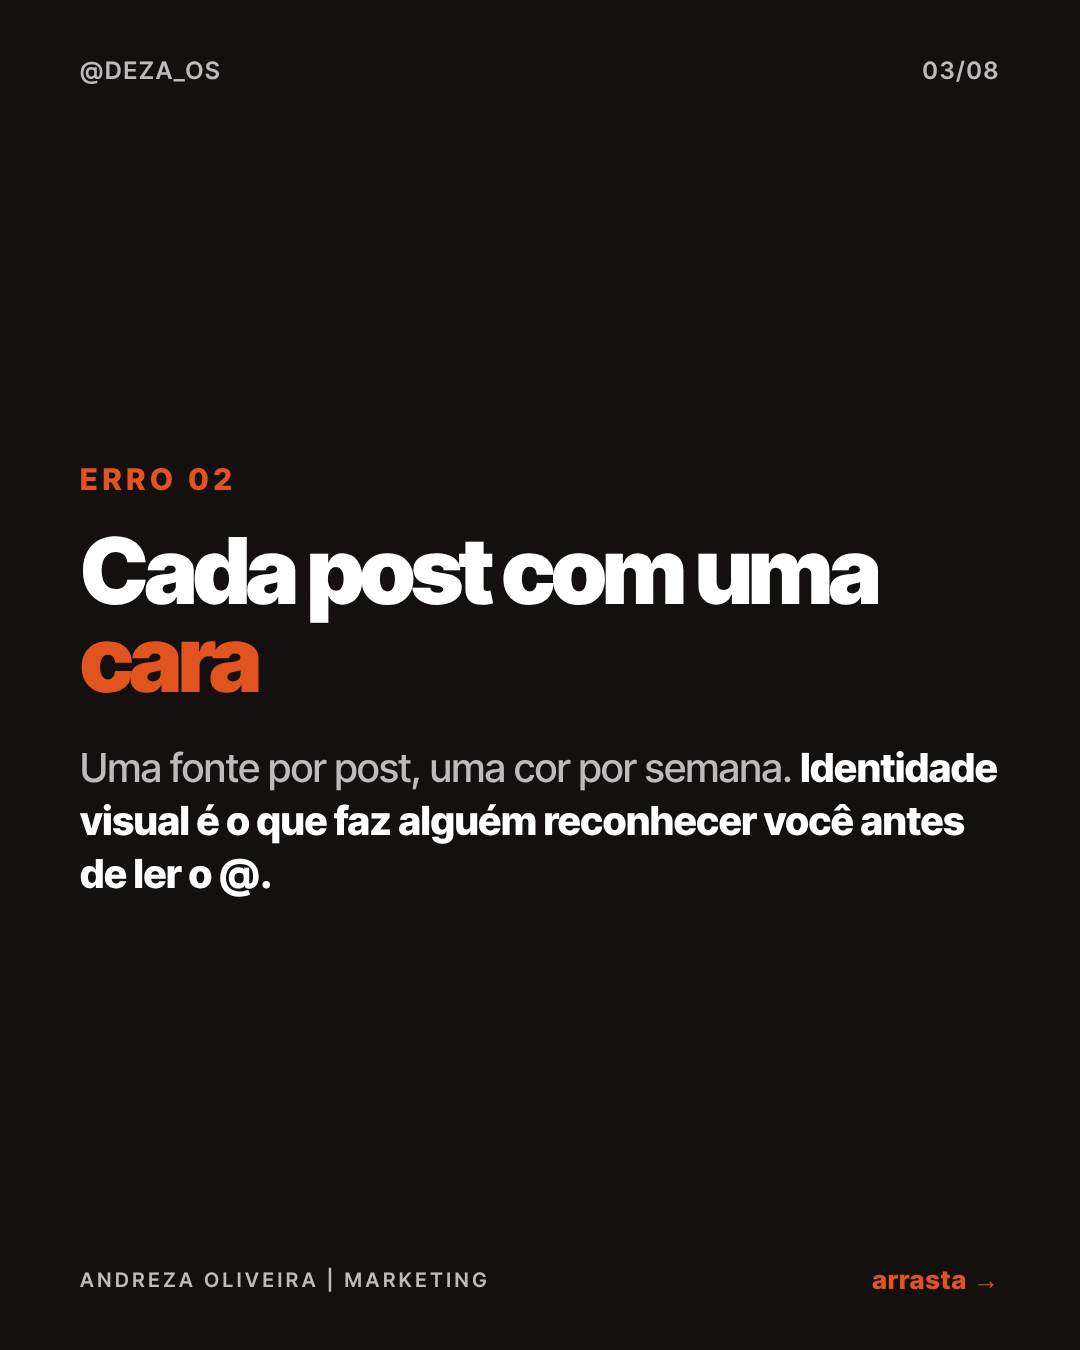 @DEZA_OS
03/08
ERRO 02
Cada post com uma
cara
Uma fonte por post, uma cor por semana. Identidade
visual é o que faz alguém reconhecer você antes
de ler o @.
ANDREZA OLIVEIRA | MARKETING
arrasta →